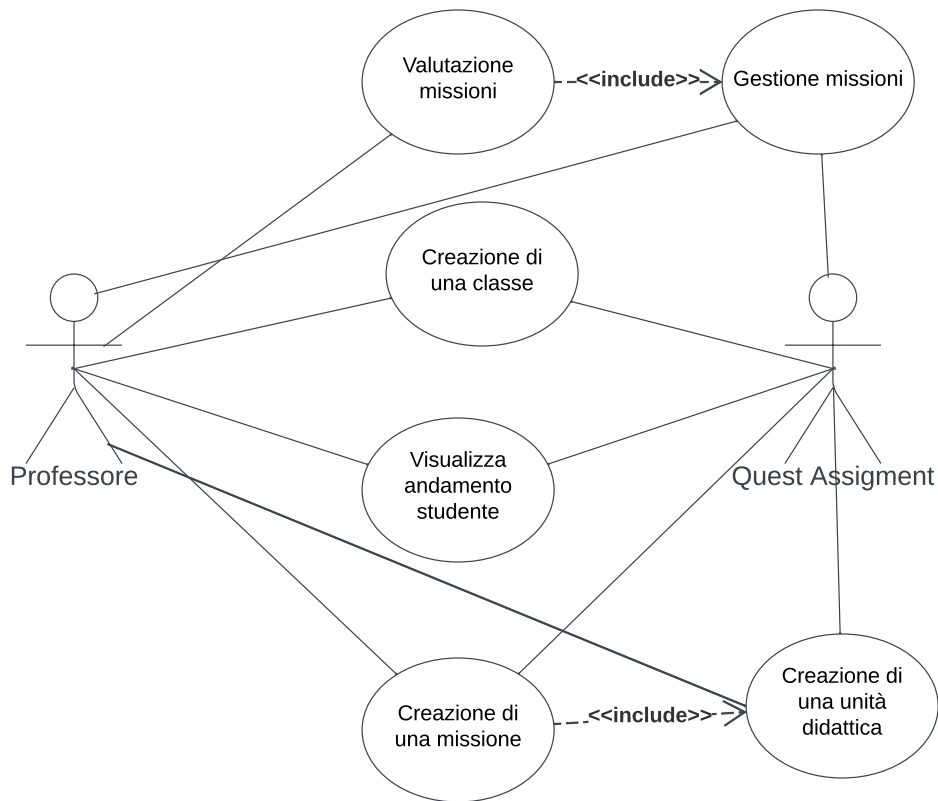 Valutazione
missioni
<<include>>
Gestione missioni
Creazione di
una classe
Professore
Visualizza
andamento
studente
Quest Assigment
Creazione di
una missione
<<include>>
Creazione di
una unità
didattica